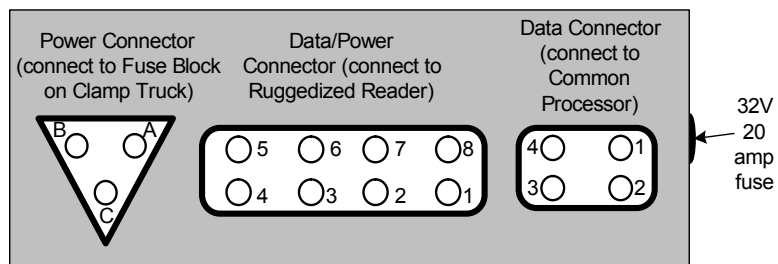 Power Connector
(connect to Fuse Block
on Clamp Truck)
B
A
C
Data/Power
Connector (connect to
Ruggedized Reader)
5 6 7 8
4 3 2 1
Data Connector
(connect to
Common
Processor)
4 1
3 2
32V
20
amp
fuse